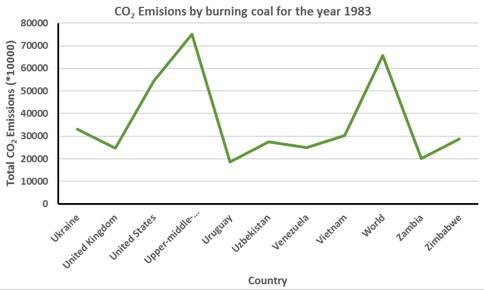 CO₂ Emisions by burning coal for the year 1983
Total CO₂ Emissions (*10000)
80000
70000
60000
50000
40000
30000
20000
10000
0
Ukraine
United Kingdom
United States
Upper-middle-...
Uruguay
Uzbekistan
Venezuela
Vietnam
World
Zambia
Zimbabwe
Country